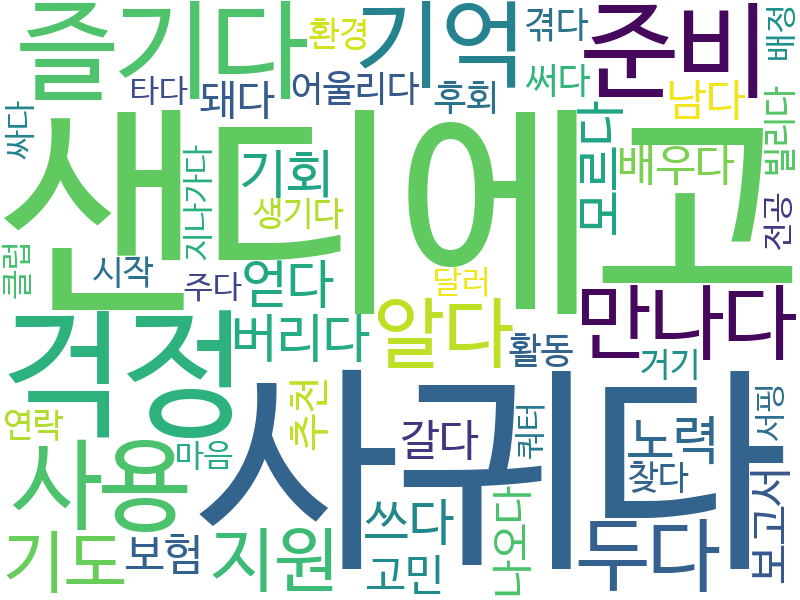 즐기다
환경
기억
겪다
준비
배정
타다
돼다
어울리다
후회
써다
남다
싸다
샌디에고
기회
모르다
배우다
빌리다
지나가다
생기다
전공
클럽
시작
주다
얻다
달러
만나다
걱정
버리다
알다
활동
거기
연락
마음
추천
갈다
쿼터
노력
서핑
사용
사귀다
찾다
기도
보험
지원
쓰다
고민
나오다
두다
보고서